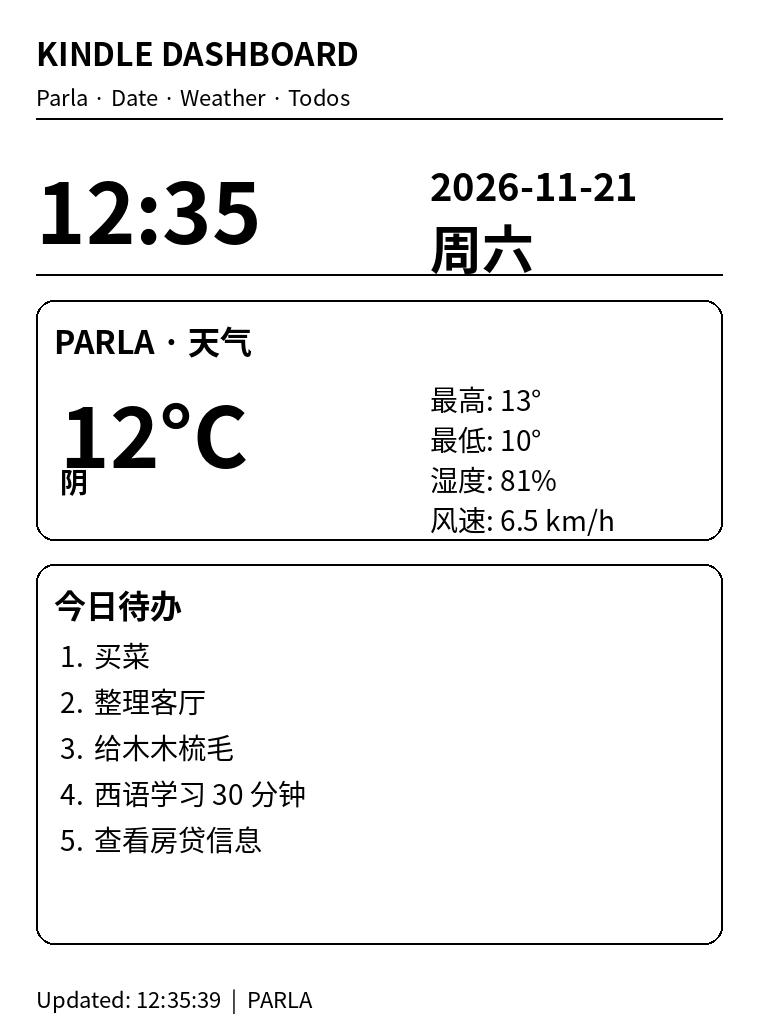 KINDLE DASHBOARD
Parla · Date · Weather · Todos
12:35
2026-11-21
周六
PARLA · 天气
12°C
阴
最高: 13°
最低: 10°
湿度: 81%
风速: 6.5 km/h
今日待办
1. 买菜
2. 整理客厅
3. 给木木梳毛
4. 西语学习 30 分钟
5. 查看房贷信息
Updated: 12:35:39 | PARLA